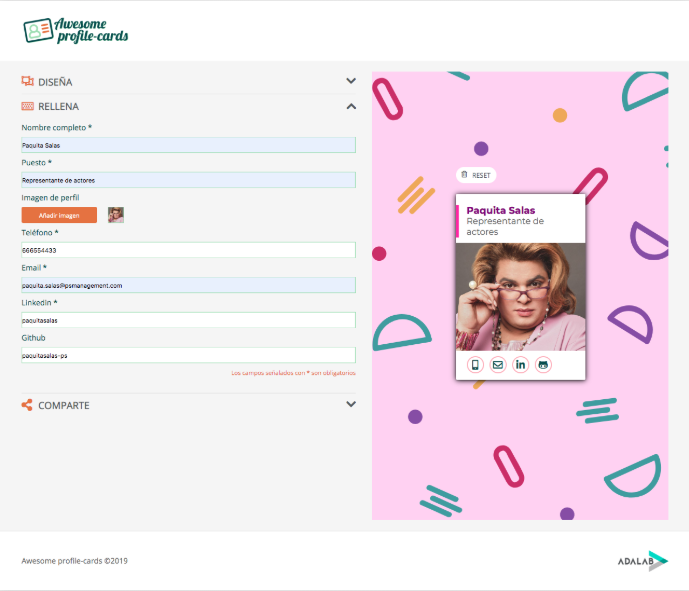 Awesome
profile-cards
DISEÑA
RELLENA
Nombre completo *
Paquita Salas
Puesto *
Representante de actores
Imagen de perfil
Añadir imagen
Teléfono *
666554433
Email *
paquita.salas@psmanagement.com
Linkedin *
paquitasalas
Github
paquitasalas-ps
Los campos señalados con * son obligatorios
COMPARTE
RESET
Paquita Salas
Representante de
actores
in
Awesome profile-cards ©2019
ADALAB